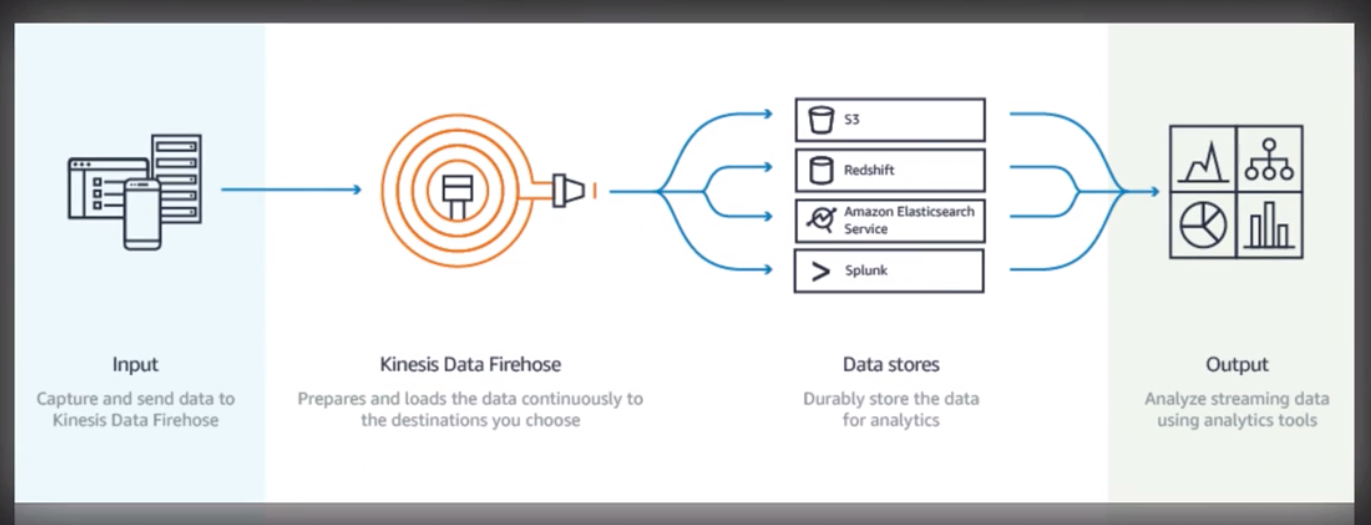 S3
Redshift
Amazon Elasticsearch
Service
Splunk
Input
Capture and send data to
Kinesis Data Firehose
Kinesis Data Firehose
Prepares and loads the data continuously to
the destinations you choose
Data stores
Durably store the data
for analytics
Output
Analyze streaming data
using analytics tools